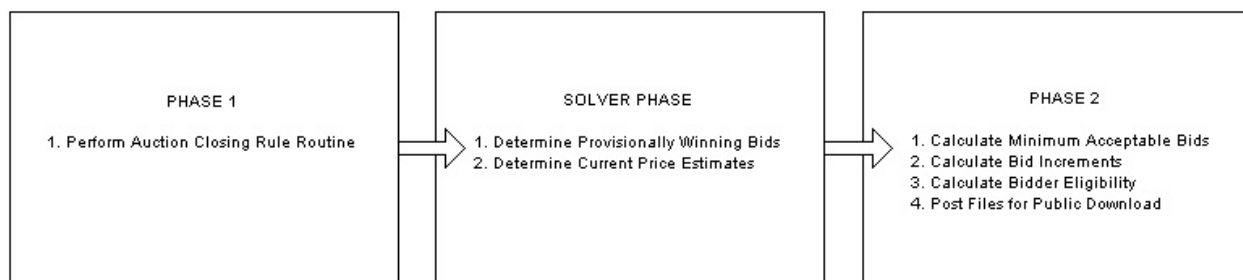 PHASE 1
1. Perform Auction Closing Rule Routine
SOLVER PHASE
1. Determine Provisionally Winning Bids
2. Determine Current Price Estimates
PHASE 2
1. Calculate Minimum Acceptable Bids
2. Calculate Bid Increments
3. Calculate Bidder Eligibility
4. Post Files for Public Download